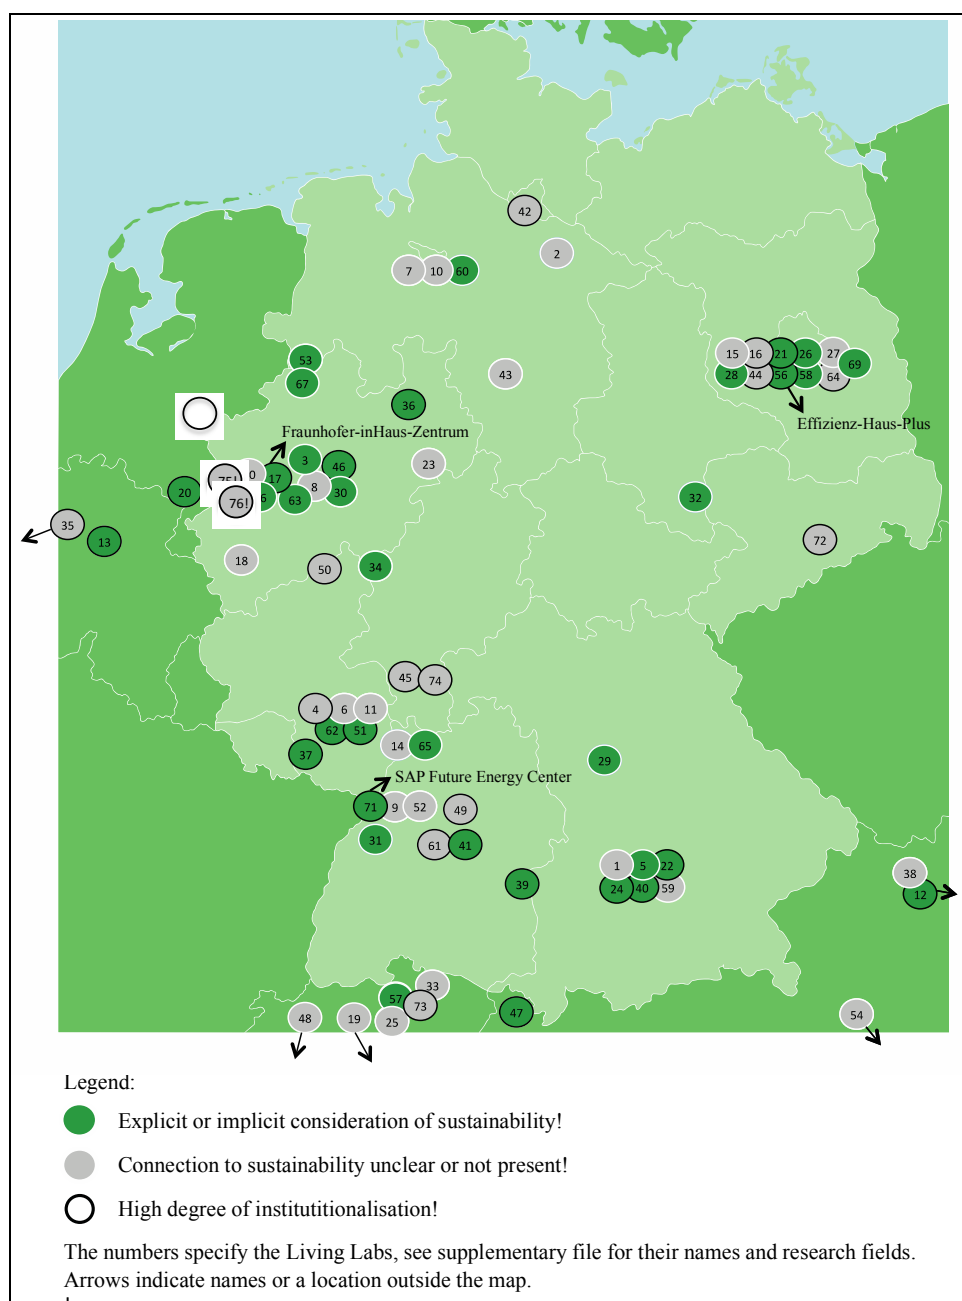 42
2
7 10 60
53
67
15 16 21 26 27 69
28 44 56 58 64
43
36
Effizienz-Haus-Plus
Fraunhofer-inHaus-Zentrum
3 46 23
0 17 8
20 76! 6 63 30
32
35
13
72
18 50 34
45 74
4 6 11
62 51
37 14 65
29
SAP Future Energy Center
71 9 52 49
31 61 41
1 5 22
39 24 40 59
38
12
33
57 73
48 19 25 47 54
Legend:
Explicit or implicit consideration of sustainability!
Connection to sustainability unclear or not present!
High degree of institutitionalisation!
The numbers specify the Living Labs, see supplementary file for their names and research fields.
Arrows indicate names or a location outside the map.